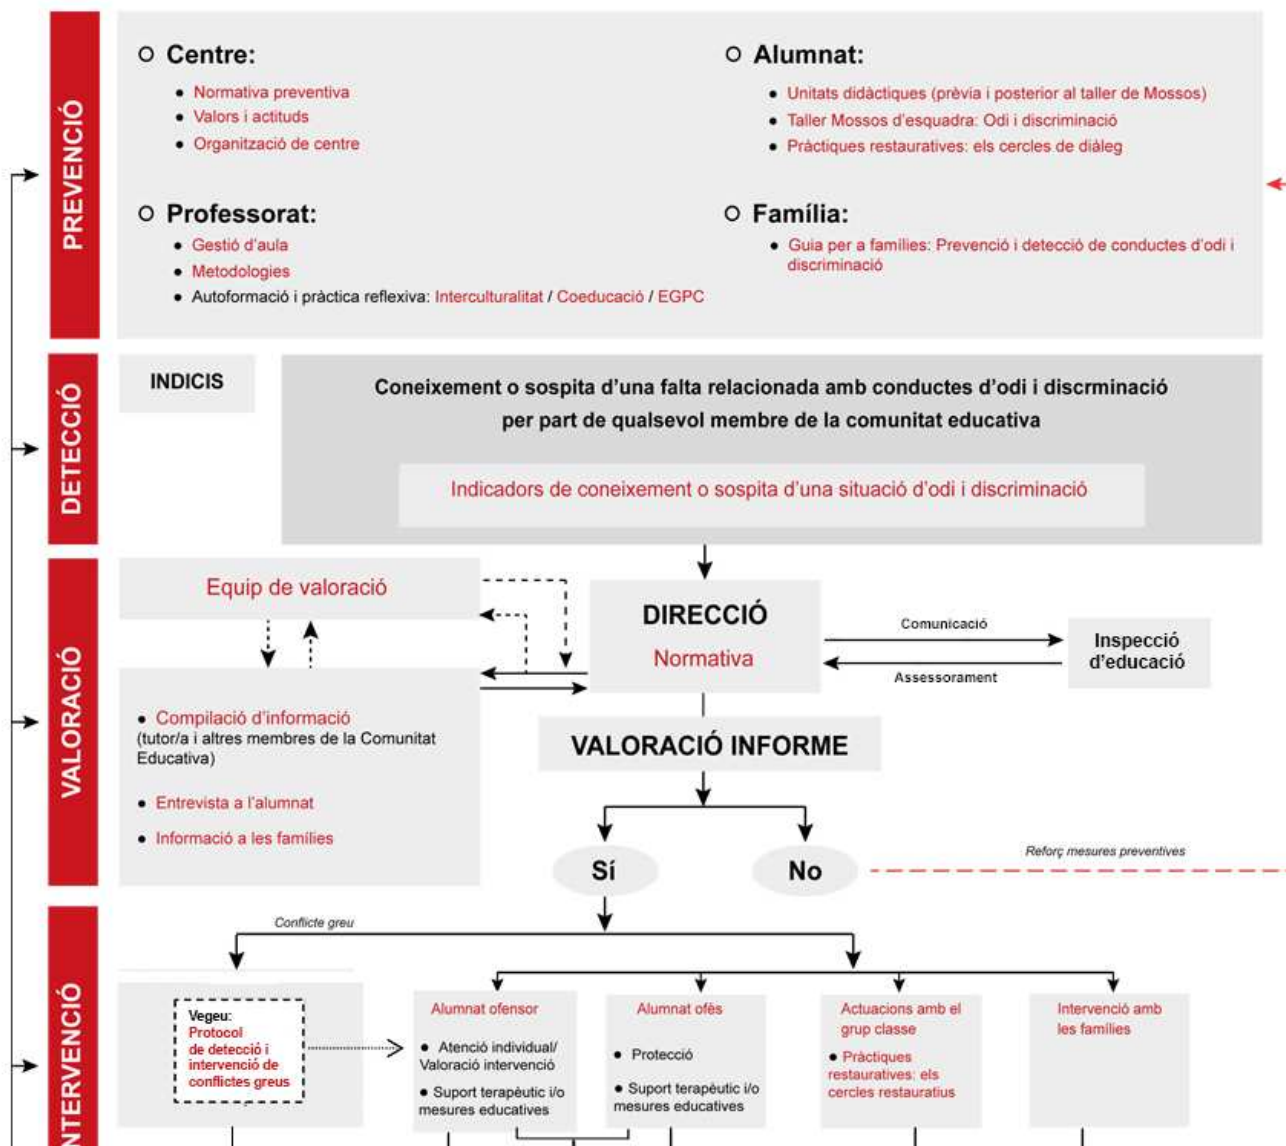 PREVENCIÓ
Centre:
Normativa preventiva
Valors i actituds
Organització de centre
Alumnat:
Unitats didàctiques (prèvia i posterior al taller de Mossos)
Taller Mossos d'esquadra: Odi i discriminació
Pràctiques restauratives: els cercles de diàleg
Professorat:
Gestió d'aula
Metodologies
Autoformació i pràctica reflexiva: Interculturalitat / Coeducació / EGPC
Família:
Guia per a famílies: Prevenció i detecció de conductes d'odi i
discriminació
DETECCIÓ
INDICIS
Coneixement o sospita d'una falta relacionada amb conductes d'odi i discrminació
per part de qualsevol membre de la comunitat educativa
Indicadors de coneixement o sospita d'una situació d'odi i discriminació
VALORACIÓ
Equip de valoració
Compilació d'informació
(tutor/a i altres membres de la Comunitat
Educativa)
Entrevista a l'alumnat
Informació a les famílies
DIRECCIÓ
Normativa
Comunicació
Assessorament
Inspecció
d'educació
VALORACIÓ INFORME
Sí
No
Reforç mesures preventives
INTERVENCIÓ
Conflicte greu
Vegeu:
Protocol
de detecció i
intervenció de
conflictes greus
Alumnat ofensor
Atenció individual/
Valoració intervenció
Suport terapèutic i/o
mesures educatives
Alumnat ofès
Protecció
Suport terapèutic i/o
mesures educatives
Actuacions amb el
grup classe
Pràctiques
restauratives: els
cercles restauratius
Intervenció amb
les famílies